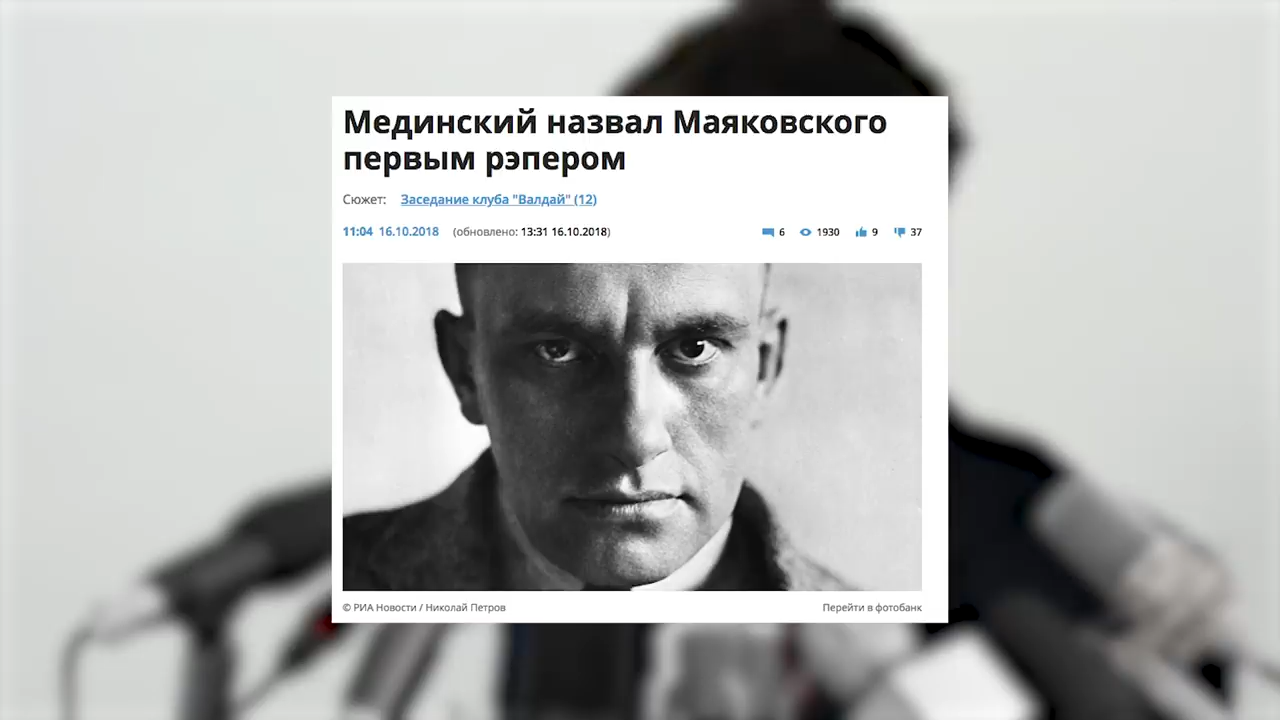 Мединский назвал Маяковского
первым рэпером
Сюжет: Заседание клуба "Валдай" (12)
11:04 16.10.2018 (обновлено: 13:31 16.10.2018) 6 1930 9 37
© РИА Новости / Николай Петров Перейти в фотобанк